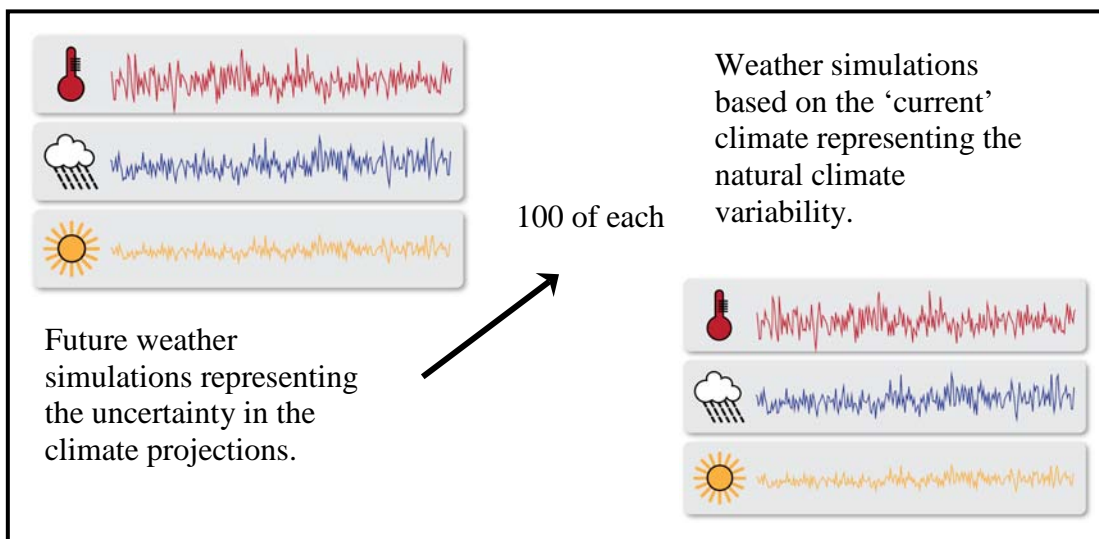 Weather simulations
based on the ‘current’
climate representing the
natural climate
variability.
100 of each
Future weather
simulations representing
the uncertainty in the
climate projections.